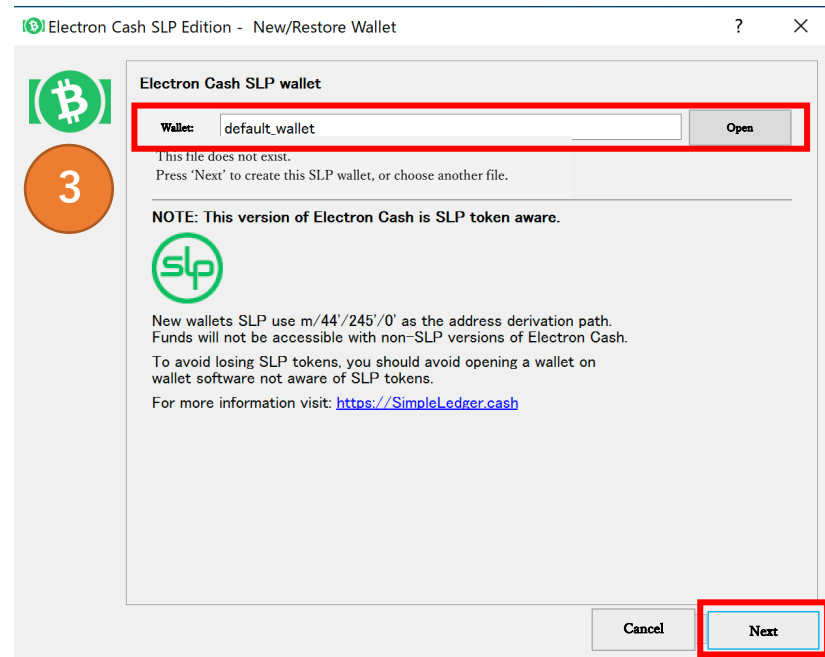 Electron Cash SLP Edition - New/Restore Wallet
?
3
Electron Cash SLP wallet
Wallet: default_wallet Open
This file does not exist.
Press ‘Next’ to create this SLP wallet, or choose another file.
NOTE: This version of Electron Cash is SLP token aware.
slp
New wallets SLP use m/44'/245'/0' as the address derivation path.
Funds will not be accessible with non-SLP versions of Electron Cash.
To avoid losing SLP tokens, you should avoid opening a wallet on
wallet software not aware of SLP tokens.
For more information visit: https://SimpleLedger.cash
Cancel Next